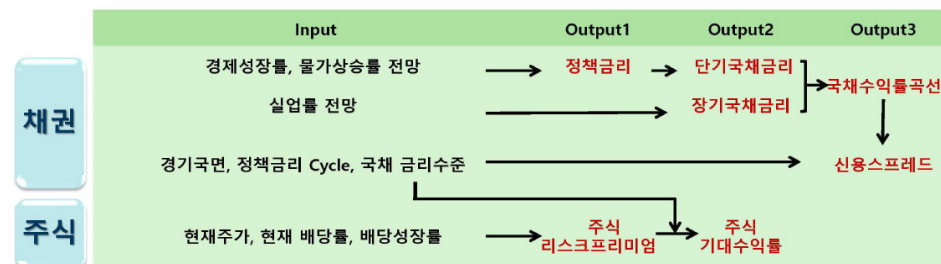 Input Output1 Output2 Output3
채권
경제성장률, 물가상승률 전망 정책금리 단기국채금리
국채수익률곡선
실업률 전망 장기국채금리
경기국면, 정책금리 Cycle, 국채 금리수준 신용스프레드
주식
현재주가, 현재 배당률, 배당성장률
주식
리스크프리미엄
주식
기대수익률